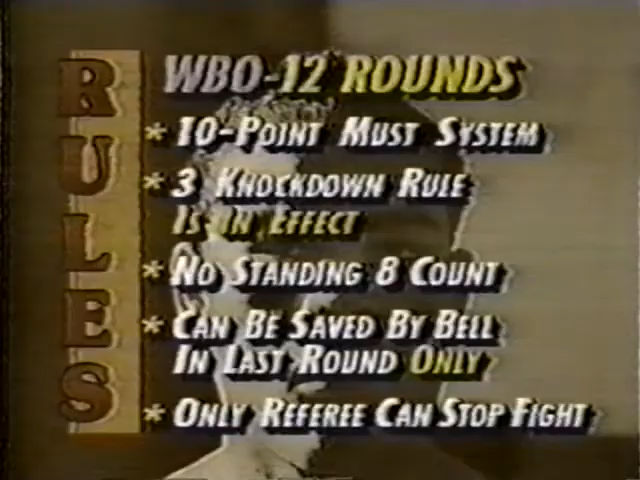 RULES
WBO-12 ROUNDS
* 10-POINT MUST SYSTEM
* 3 KNOCKDOWN RULE
IS IN EFFECT
* NO STANDING 8 COUNT
* CAN BE SAVED BY BELL
IN LAST ROUND ONLY
* ONLY REFEREE CAN STOP FIGHT